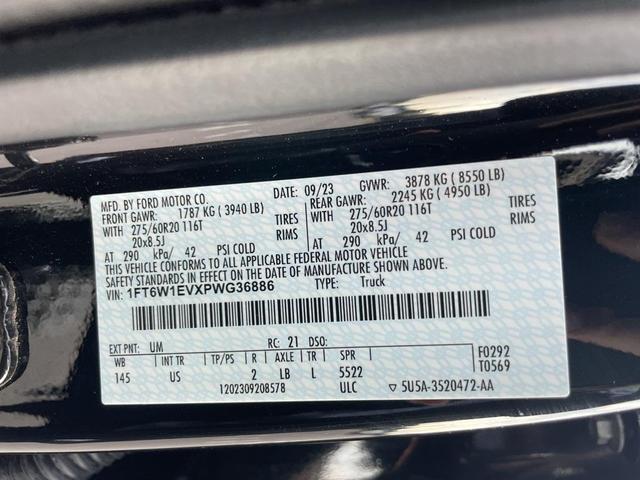 MFD. BY FORD MOTOR CO.
DATE: 09/23 GVWR: 3878 KG ( 8550 LB)
FRONT GAWR: 1787 KG ( 3940 LB) REAR GAWR: 2245 KG ( 4950 LB)
WITH 275/60R20 116T TIRES WITH 275/60R20 116T TIRES
20x8.5J RIMS 20x8.5J RIMS
AT 290 kPa/ 42 PSI COLD AT 290 kPa/ 42 PSI COLD
THIS VEHICLE CONFORMS TO ALL APPLICABLE FEDERAL MOTOR VEHICLE
SAFETY STANDARDS IN EFFECT ON THE DATE OF MANUFACTURE SHOWN ABOVE.
VIN: 1FT6W1EVXPWG36886 TYPE: Truck
EXT PNT: UM RC: 21 DSO: F0292
WB INT TR TP/PS R AXLE TR SPR T0569
145 US 2 LB L 5522
1202309208578 ULC 5U5A-3520472-AA